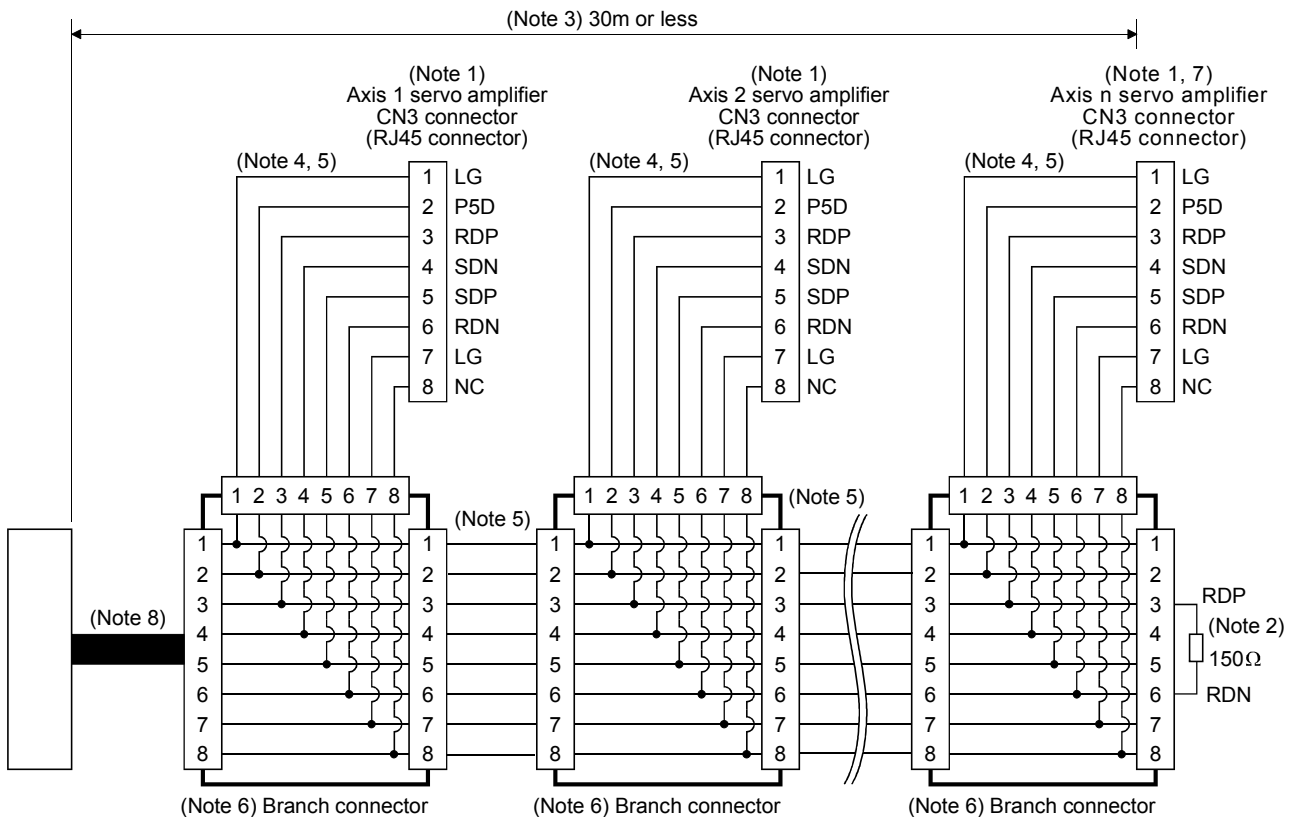 (Note 3) 30m or less
(Note 1)
Axis 1 servo amplifier
CN3 connector
(RJ45 connector)
(Note 1)
Axis 2 servo amplifier
CN3 connector
(RJ45 connector)
(Note 1, 7)
Axis n servo amplifier
CN3 connector
(RJ45 connector)
(Note 4, 5)
1 LG
2 P5D
3 RDP
4 SDN
5 SDP
6 RDN
7 LG
8 NC
(Note 4, 5)
1 LG
2 P5D
3 RDP
4 SDN
5 SDP
6 RDN
7 LG
8 NC
(Note 4, 5)
1 LG
2 P5D
3 RDP
4 SDN
5 SDP
6 RDN
7 LG
8 NC
1 2 3 4 5 6 7 8
1 2 3 4 5 6 7 8
1 2 3 4 5 6 7 8
(Note 8)
1
2
3
4
5
6
7
8
1
2
3
4
5
6
7
8
(Note 5)
1
2
3
4
5
6
7
8
1
2
3
4
5
6
7
8
(Note 5)
1
2
3
4
5
6
7
8
1
2
3
4
5
6
7
8
RDP
(Note 2)
150Ω
RDN
(Note 6) Branch connector
(Note 6) Branch connector
(Note 6) Branch connector